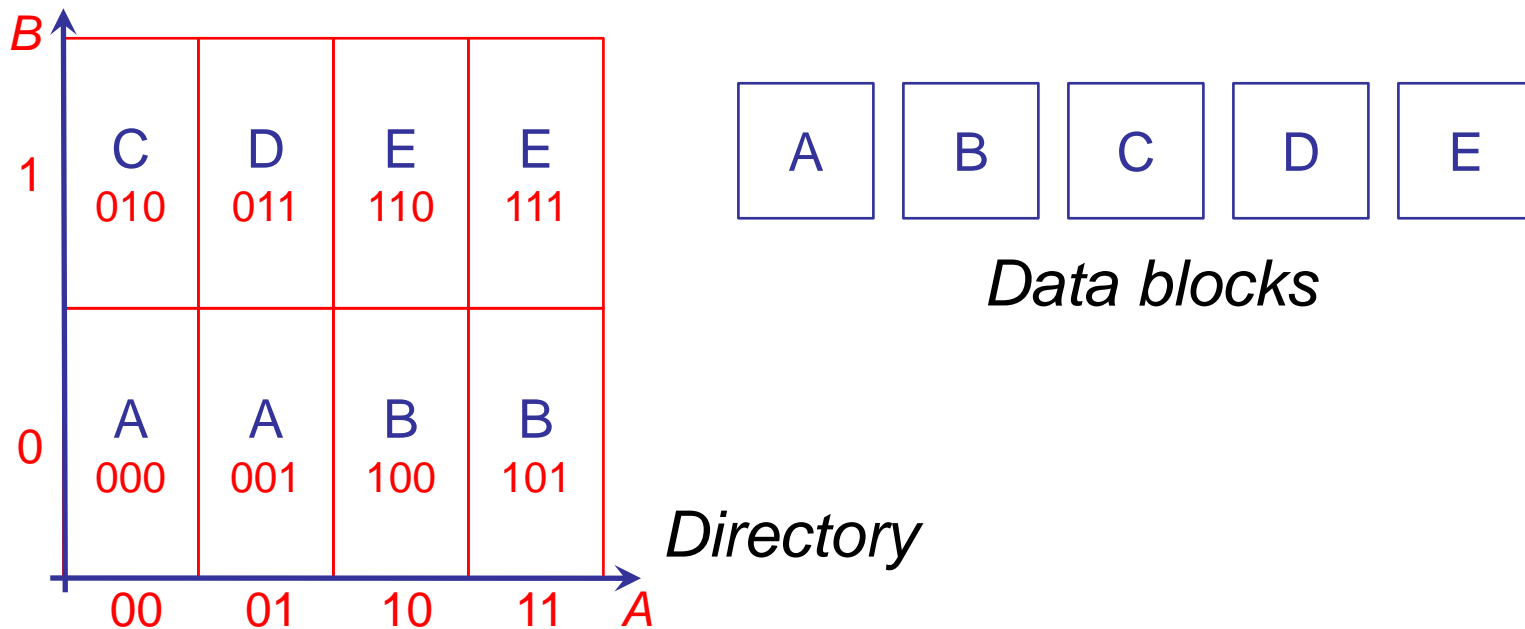 B
1
C D E E
010 011 110 111
0
A A B B
000 001 100 101
00 01 10 11 A
Directory
A B C D E
Data blocks